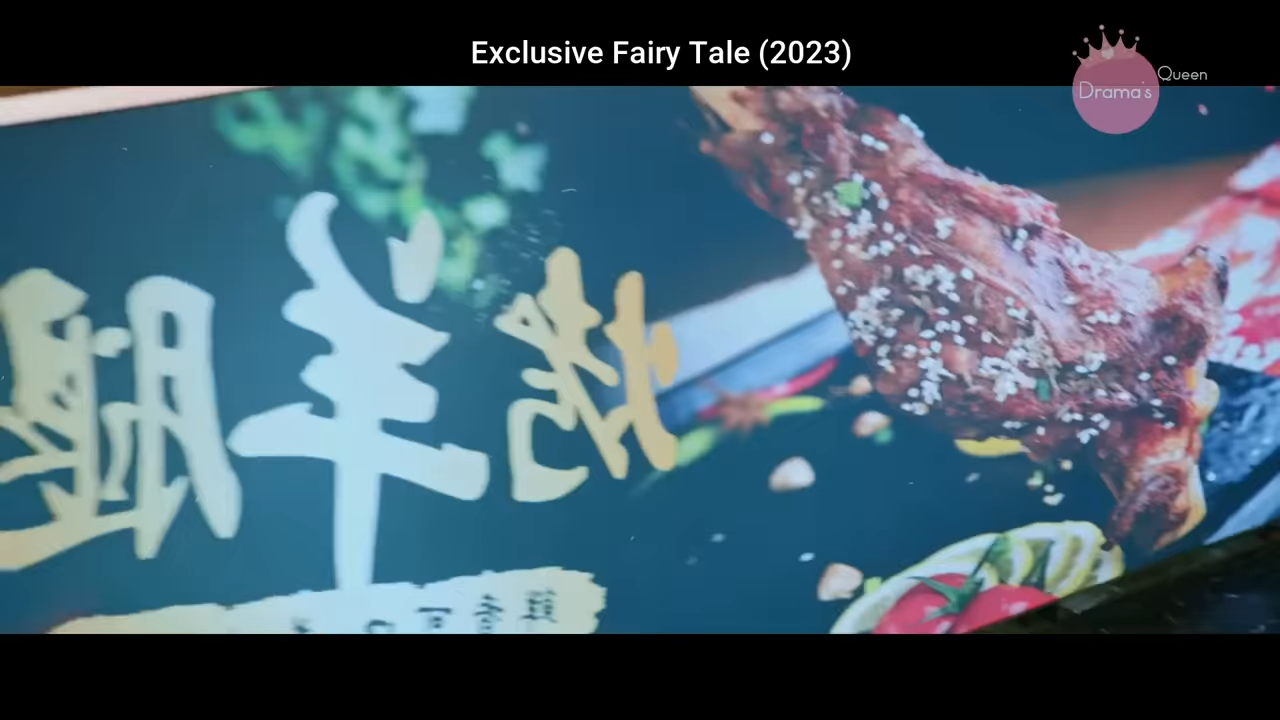 Exclusive Fairy Tale (2023)
Drama's Queen
烤羊腿